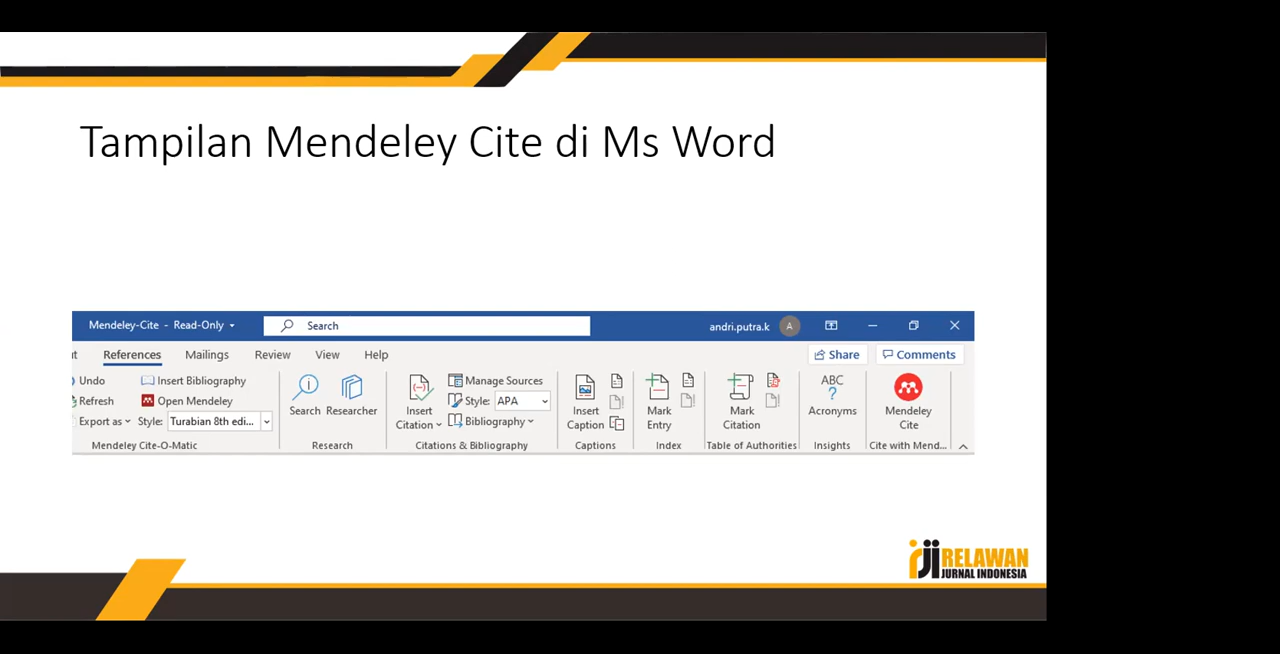 Tampilan Mendeley Cite di Ms Word
Mendeley-Cite - Read-Only
Search
andri.putra.k
A
References Mailings Review View Help
Share
Comments
Undo
Insert Bibliography
Refresh
Open Mendeley
Export as
Style: Turabian 8th edi...
Mendeley Cite-O-Matic
Search
Researcher
Research
Insert
Citation
Manage Sources
Style: APA
Bibliography
Citations & Bibliography
Insert
Caption
Captions
Mark
Entry
Index
Mark
Citation
Table of Authorities
ABC
?
Acronyms
Insights
Mendeley
Cite
Cite with Mend...
rji RELAWAN
JURNAL INDONESIA